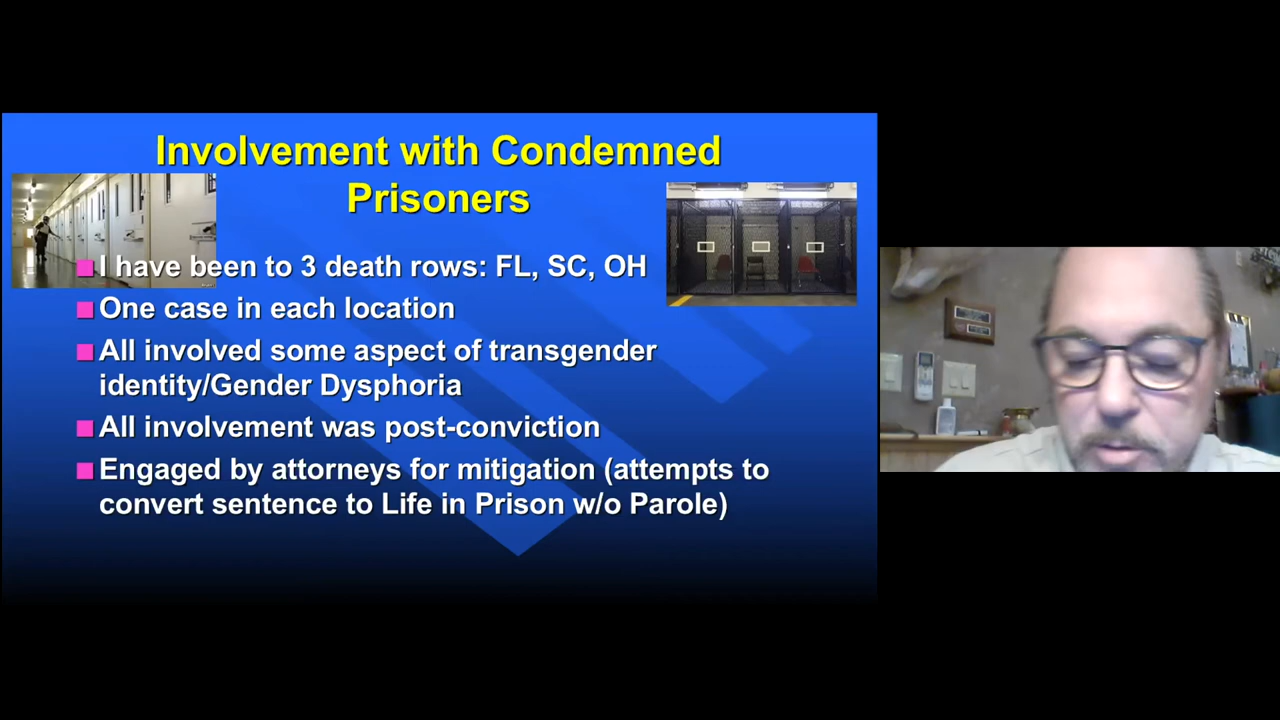 Involvement with Condemned
Prisoners
I have been to 3 death rows: FL, SC, OH
One case in each location
All involved some aspect of transgender
identity/Gender Dysphoria
All involvement was post-conviction
Engaged by attorneys for mitigation (attempts to
convert sentence to Life in Prison w/o Parole)